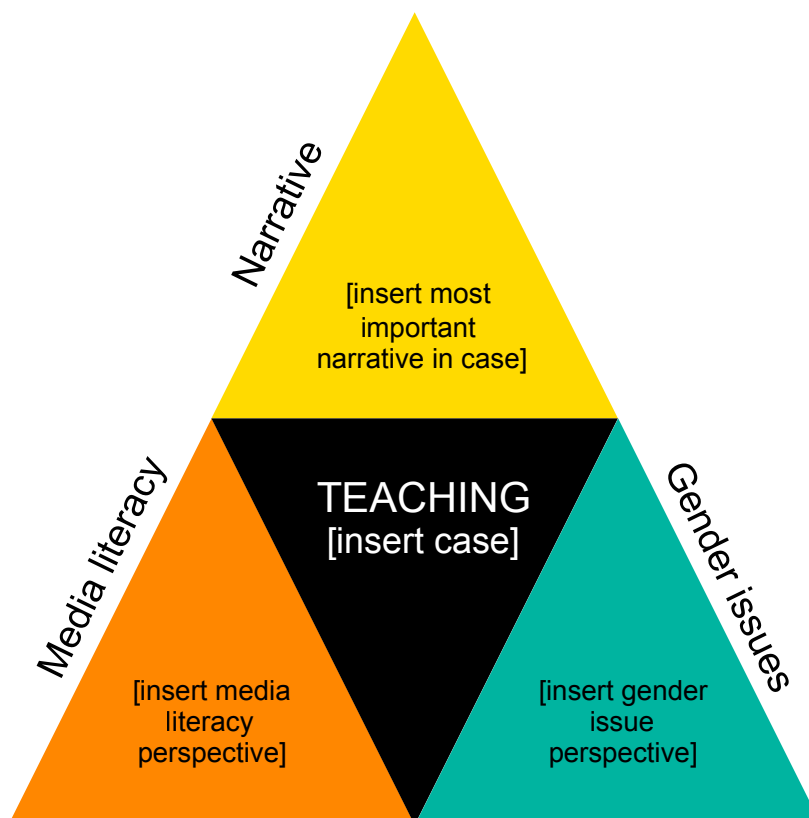 Narrative
[insert most
important
narrative in case]
Media literacy
TEACHING
[insert case]
Gender issues
[insert media
literacy
perspective]
[insert gender
issue
perspective]